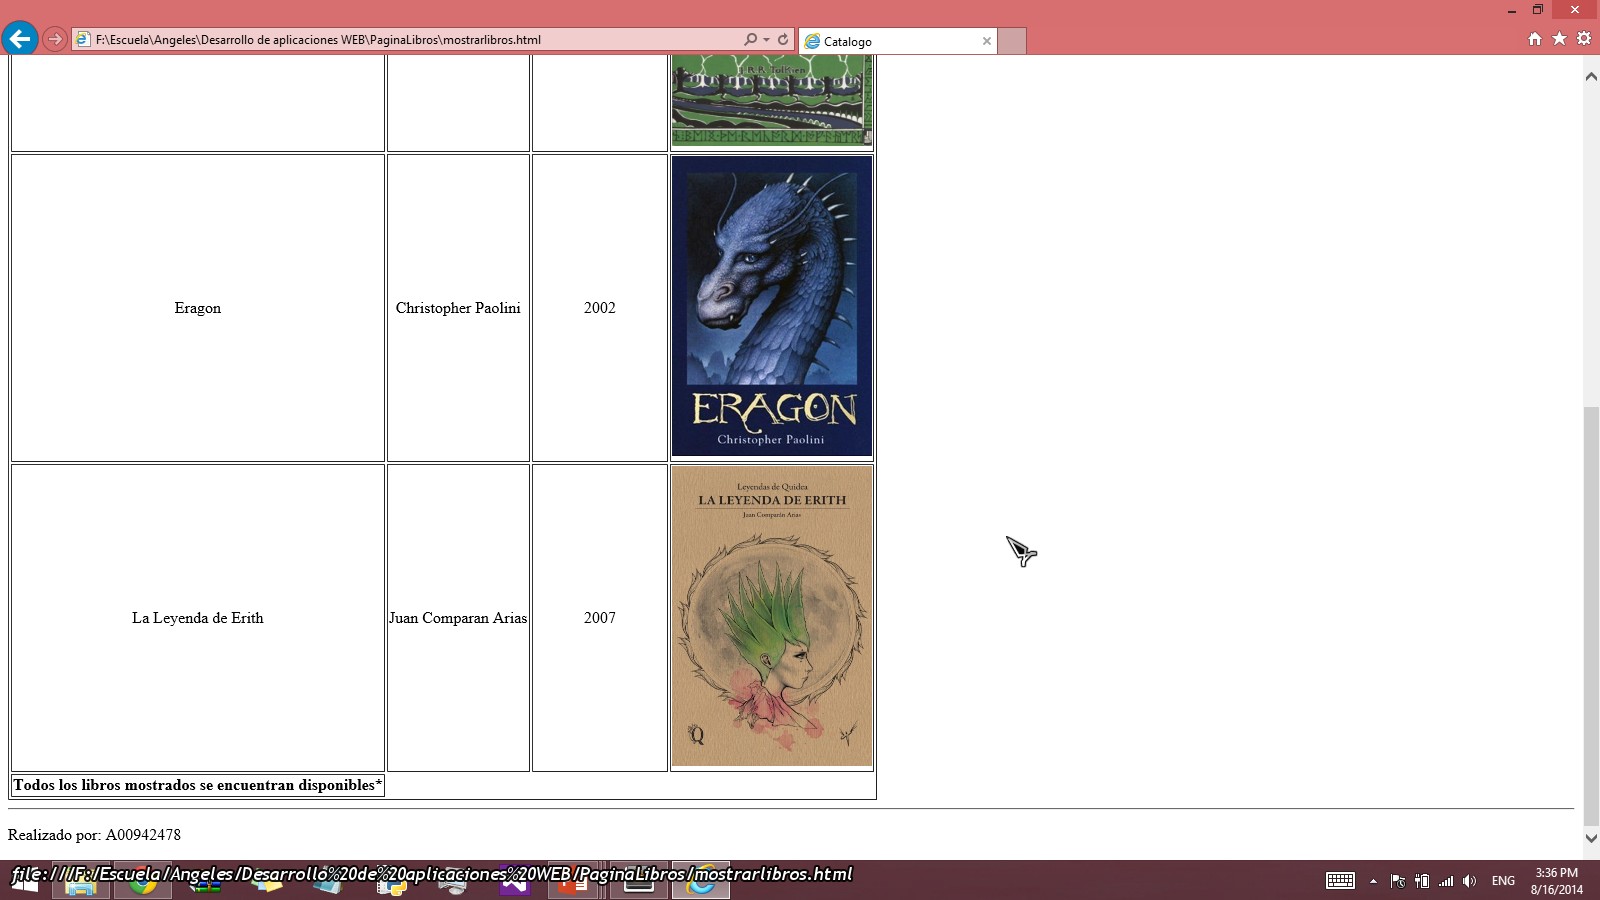 F:\Escuela\Angeles\Desarrollo de aplicaciones WEB\PaginaLibros\mostrarlibros.html
Catalogo
J.R.R. Tolkien
Eragon
Christopher Paolini
2002
ERAGON
Christopher Paolini
Leyendas de Quidea
LA LEYENDA DE ERITH
Juan Comparán Arias
La Leyenda de Erith
Juan Comparan Arias
2007
Q
Todos los libros mostrados se encuentran disponibles*
Realizado por: A00942478
file:///F:/Escuela/Angeles/Desarrollo%20de%20aplicaciones%20WEB/PaginaLibros/mostrarlibros.html
ENG
3:36 PM
8/16/2014